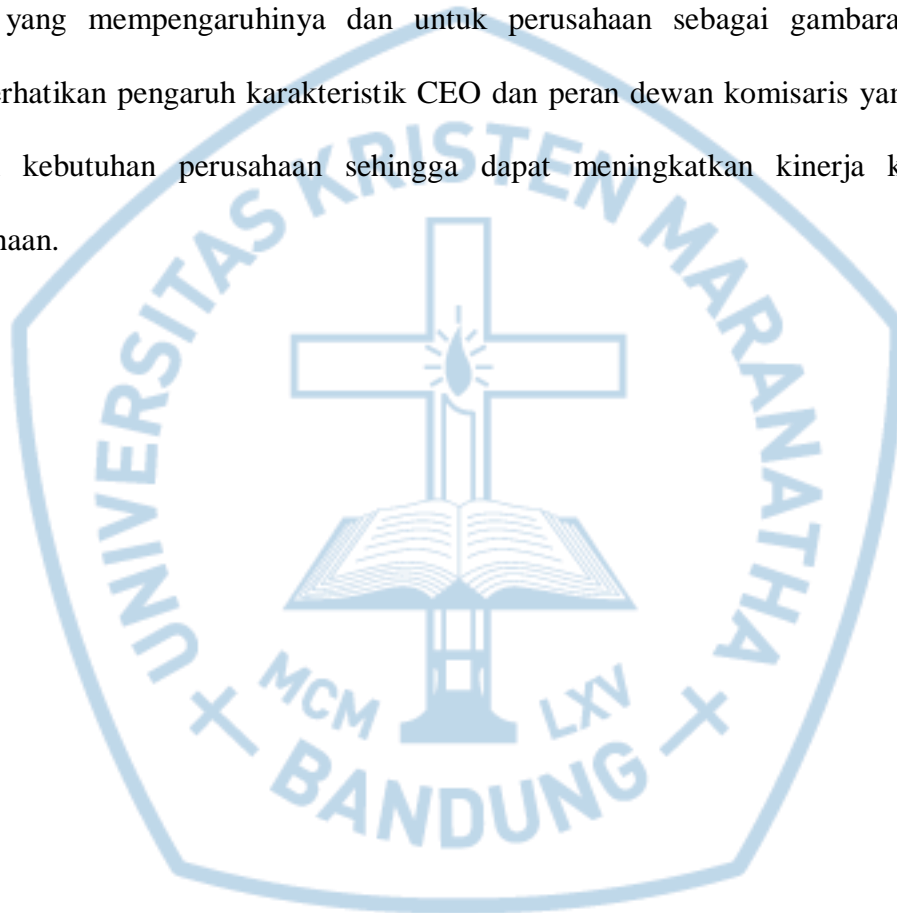 yang mempengaruhinya dan untuk perusahaan sebagai gambara
erhatikan pengaruh karakteristik CEO dan peran dewan komisaris yan
kebutuhan perusahaan sehingga dapat meningkatkan kinerja k
haan.
UNIVERSITAS KRISTEN MARANATHA
MCM LXV
BANDUNG